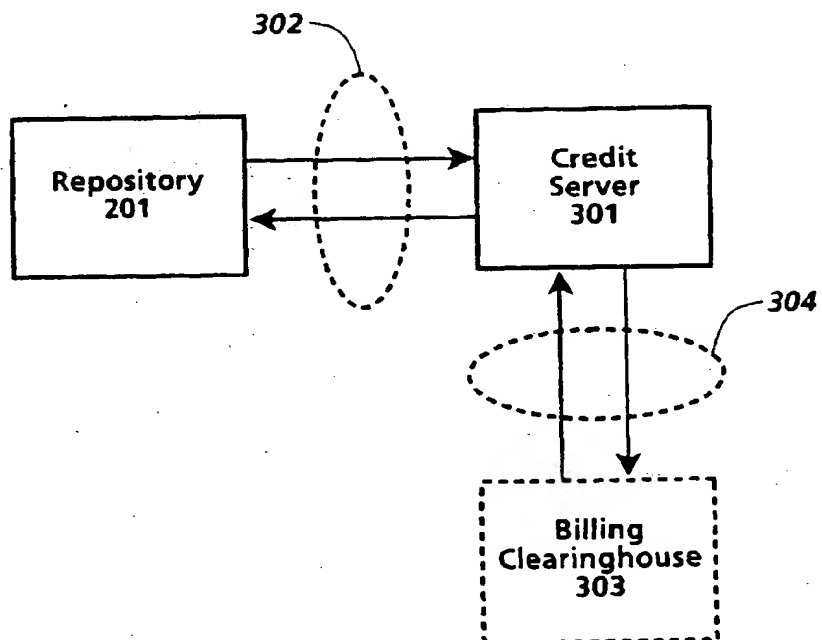 302
Repository
201
Credit
Server
301
304
Billing
Clearinghouse
303